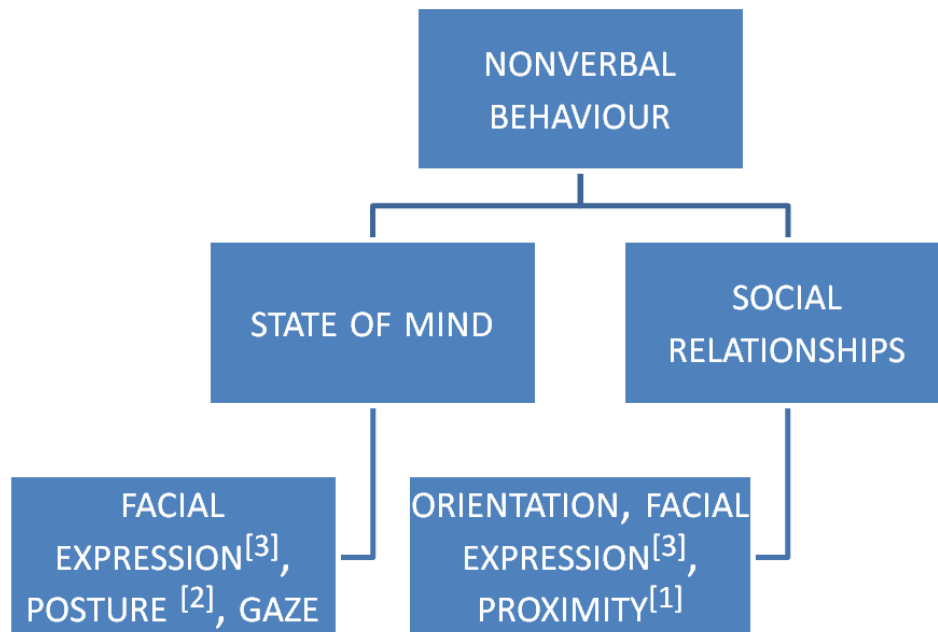 NONVERBAL
BEHAVIOUR
STATE OF MIND
SOCIAL
RELATIONSHIPS
FACIAL
EXPRESSION[3],
POSTURE [2], GAZE
ORIENTATION, FACIAL
EXPRESSION[3],
PROXIMITY[1]